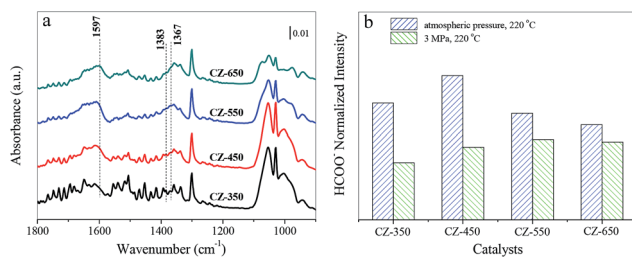 a
1597
1383
1367
0.01
CZ-650
CZ-550
CZ-450
CZ-350
Absorbance (a.u.)
1800 1600 1400 1200 1000
Wavenumber (cm⁻¹)
b
atmospheric pressure, 220 °C
3 MPa, 220 °C
HCOO⁻ Normalized Intensity
CZ-350 CZ-450 CZ-550 CZ-650
Catalysts